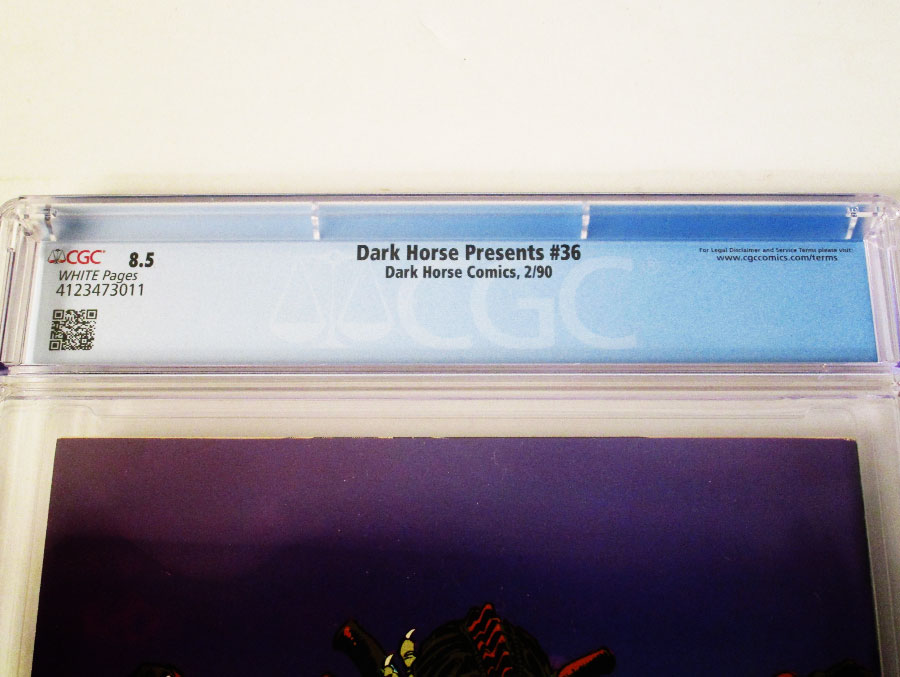 CGC 8.5
WHITE Pages
4123473011
Dark Horse Presents #36
Dark Horse Comics, 2/90
For Legal Disclaimer and Service Terms please visit
www.cgccomics.com/terms
CGC